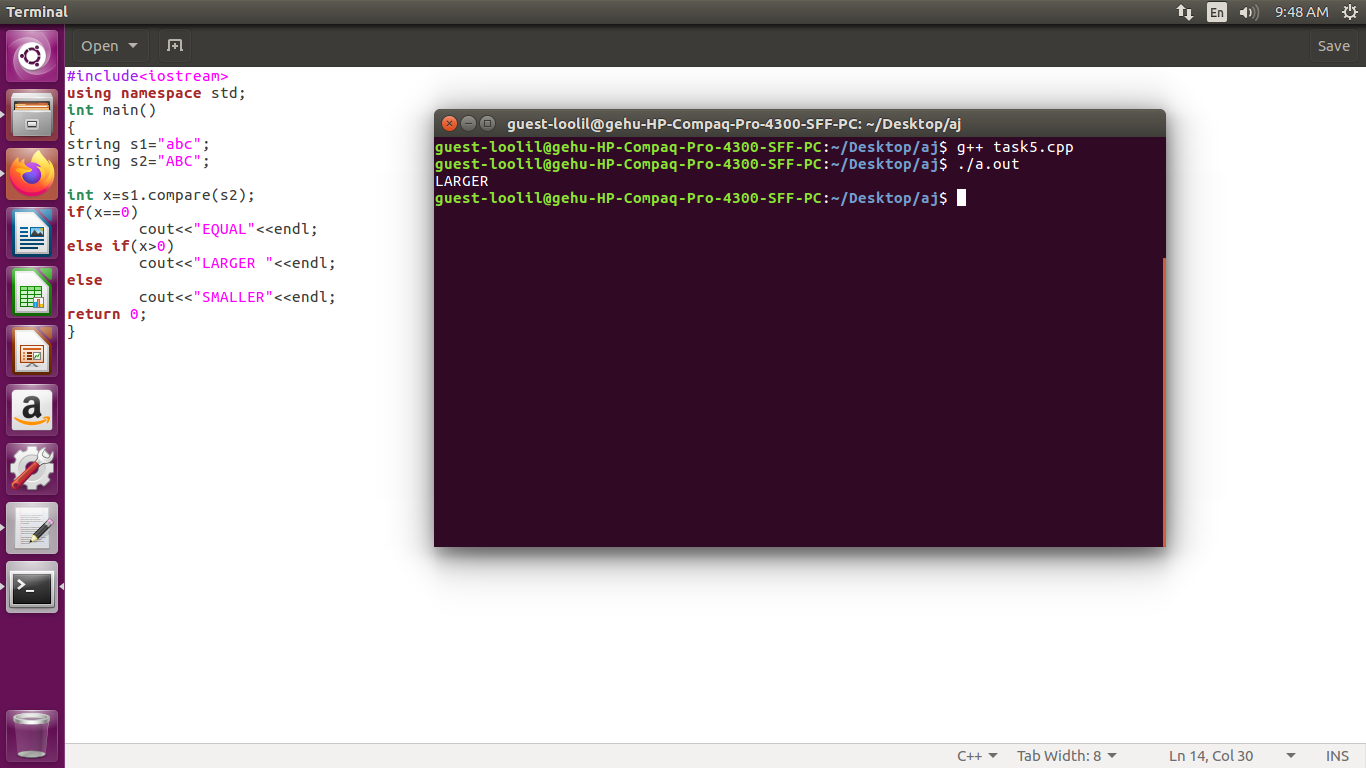 Terminal
En
9:48 AM
Open
Save
#include<iostream>
using namespace std;
int main()
{
string s1="abc";
string s2="ABC";
int x=s1.compare(s2);
if(x==0)
        cout<<"EQUAL"<<endl;
else if(x>0)
        cout<<"LARGER "<<endl;
else
        cout<<"SMALLER"<<endl;
return 0;
}
guest-loolil@gehu-HP-Compaq-Pro-4300-SFF-PC: ~/Desktop/aj
guest-loolil@gehu-HP-Compaq-Pro-4300-SFF-PC:~/Desktop/aj$ g++ task5.cpp
guest-loolil@gehu-HP-Compaq-Pro-4300-SFF-PC:~/Desktop/aj$ ./a.out
LARGER
guest-loolil@gehu-HP-Compaq-Pro-4300-SFF-PC:~/Desktop/aj$
a
>_
C++
Tab Width: 8
Ln 14, Col 30
INS